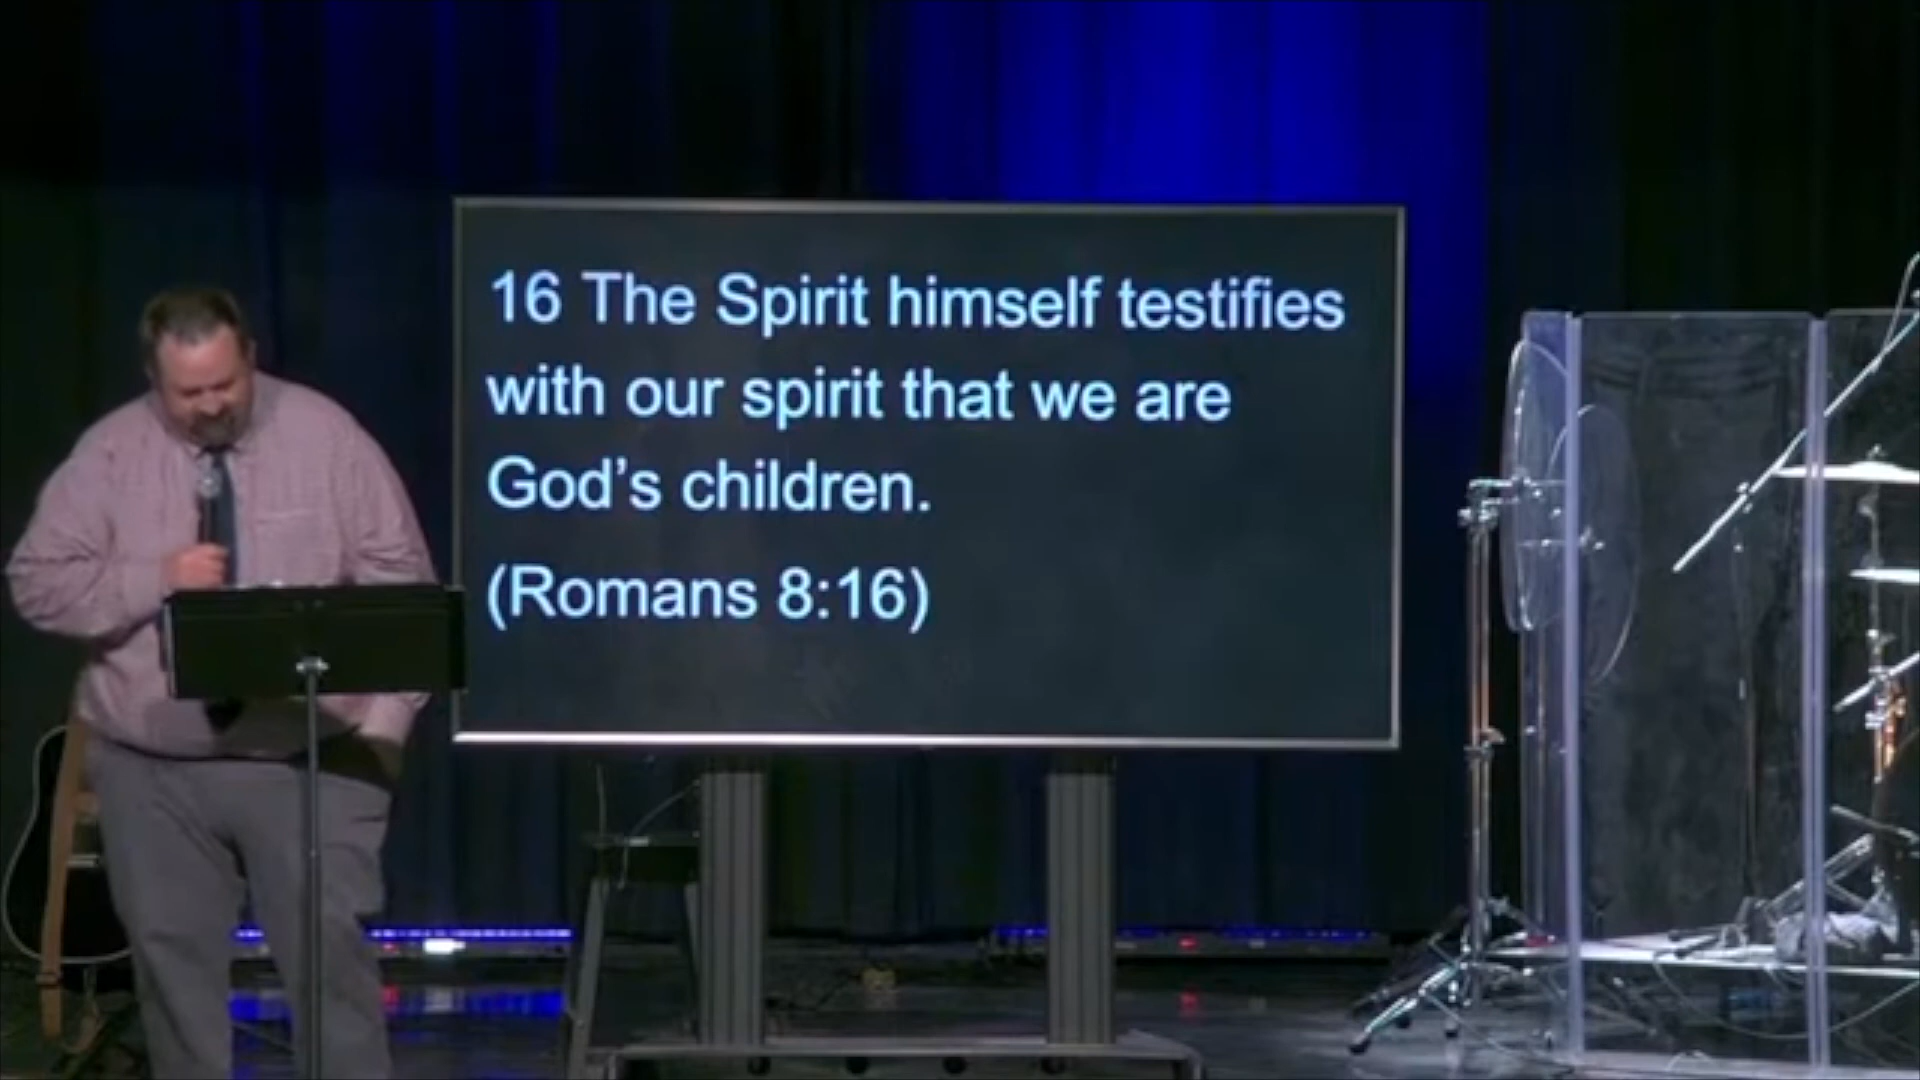 16 The Spirit himself testifies
with our spirit that we are
God’s children.
(Romans 8:16)